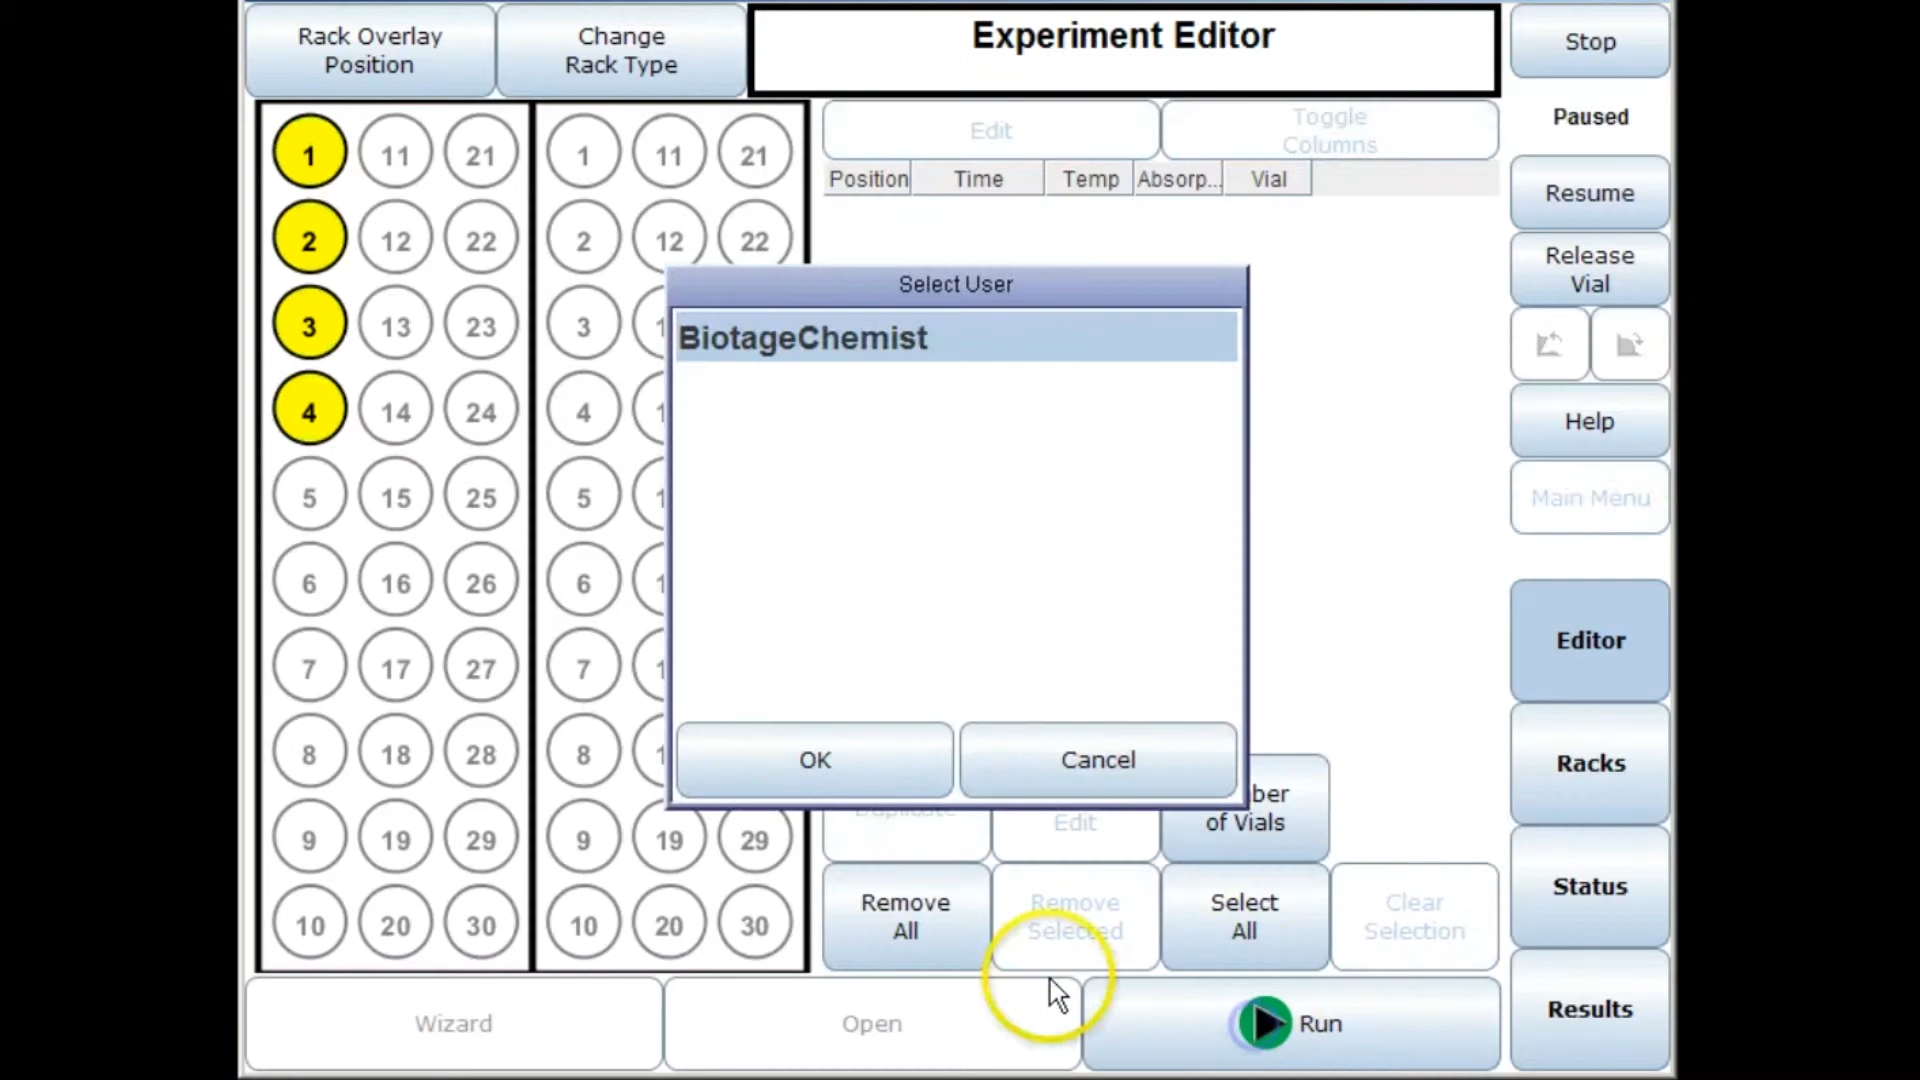 Rack Overlay
Position
Change
Rack Type
Experiment Editor
Stop
Paused
Edit
Toggle
Columns
Position Time Temp Absorp... Vial
Resume
Release
Vial
Help
Main Menu
Editor
Racks
Status
Results
1 11 21 1 11 21
2 12 22 2 12 22
3 13 23 3
4 14 24 4
5 15 25 5
6 16 26 6
7 17 27 7
8 18 28 8
9 19 29 9 19 29
10 20 30 10 20 30
Select User
BiotageChemist
OK Cancel
Edit
of Vials
Remove
All
Remove
Selected
Select
All
Clear
Selection
Wizard Open Run